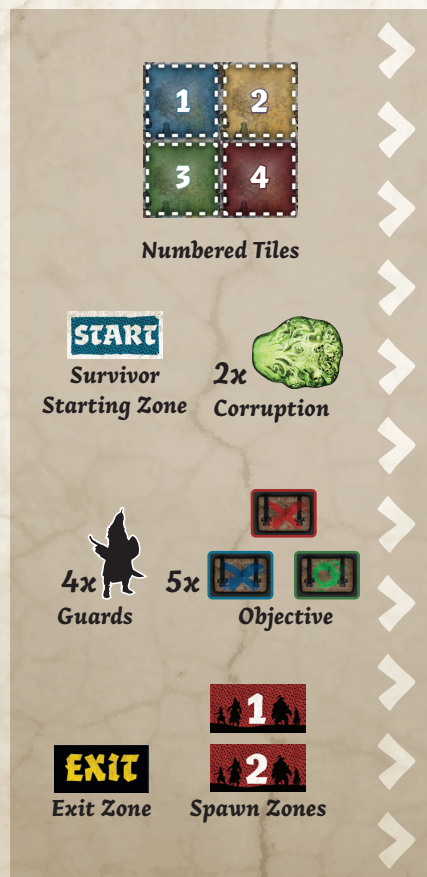 1 2
3 4
Numbered Tiles
START
Survivor
Starting Zone
2x
Corruption
4x
Guards
5x
Objective
EXIT
Exit Zone
1
2
Spawn Zones